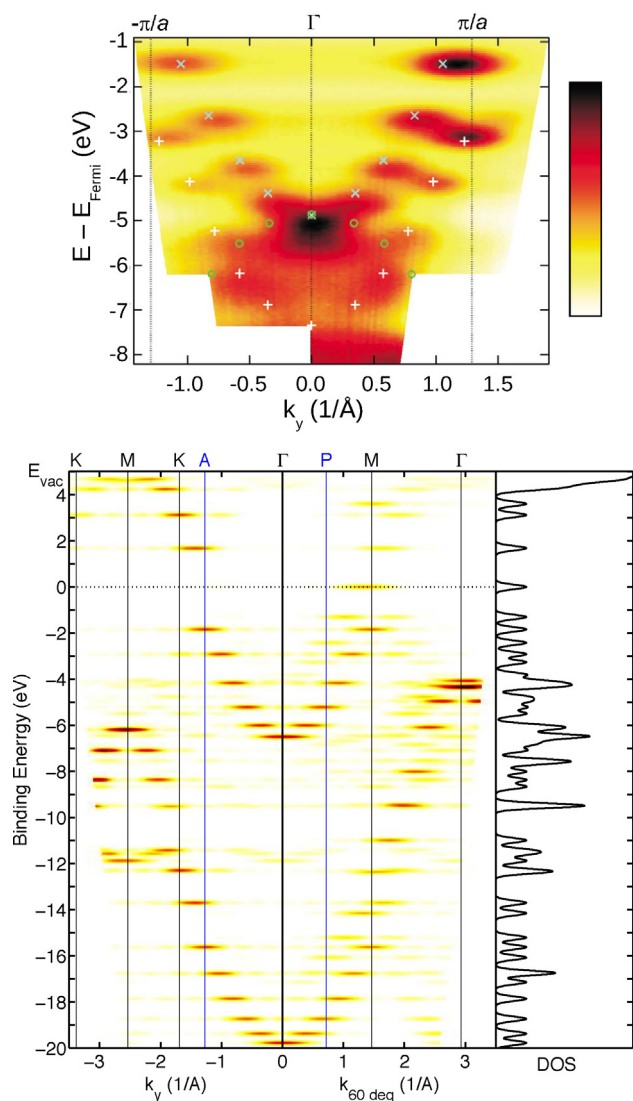 -π/a Γ π/a
-1
-2
-3
-4
-5
-6
-7
-8
E − E_Fermi (eV)
-1.0 -0.5 0.0 0.5 1.0 1.5
k_y (1/Å)
K M K A Γ P M Γ
E_vac
4
2
0
−2
−4
−6
−8
−10
−12
−14
−16
−18
−20
Binding Enerrgy (eV)
−3 −2 −1 0 1 2 3
k_y (1/A) k_60 deg (1/A) DOS